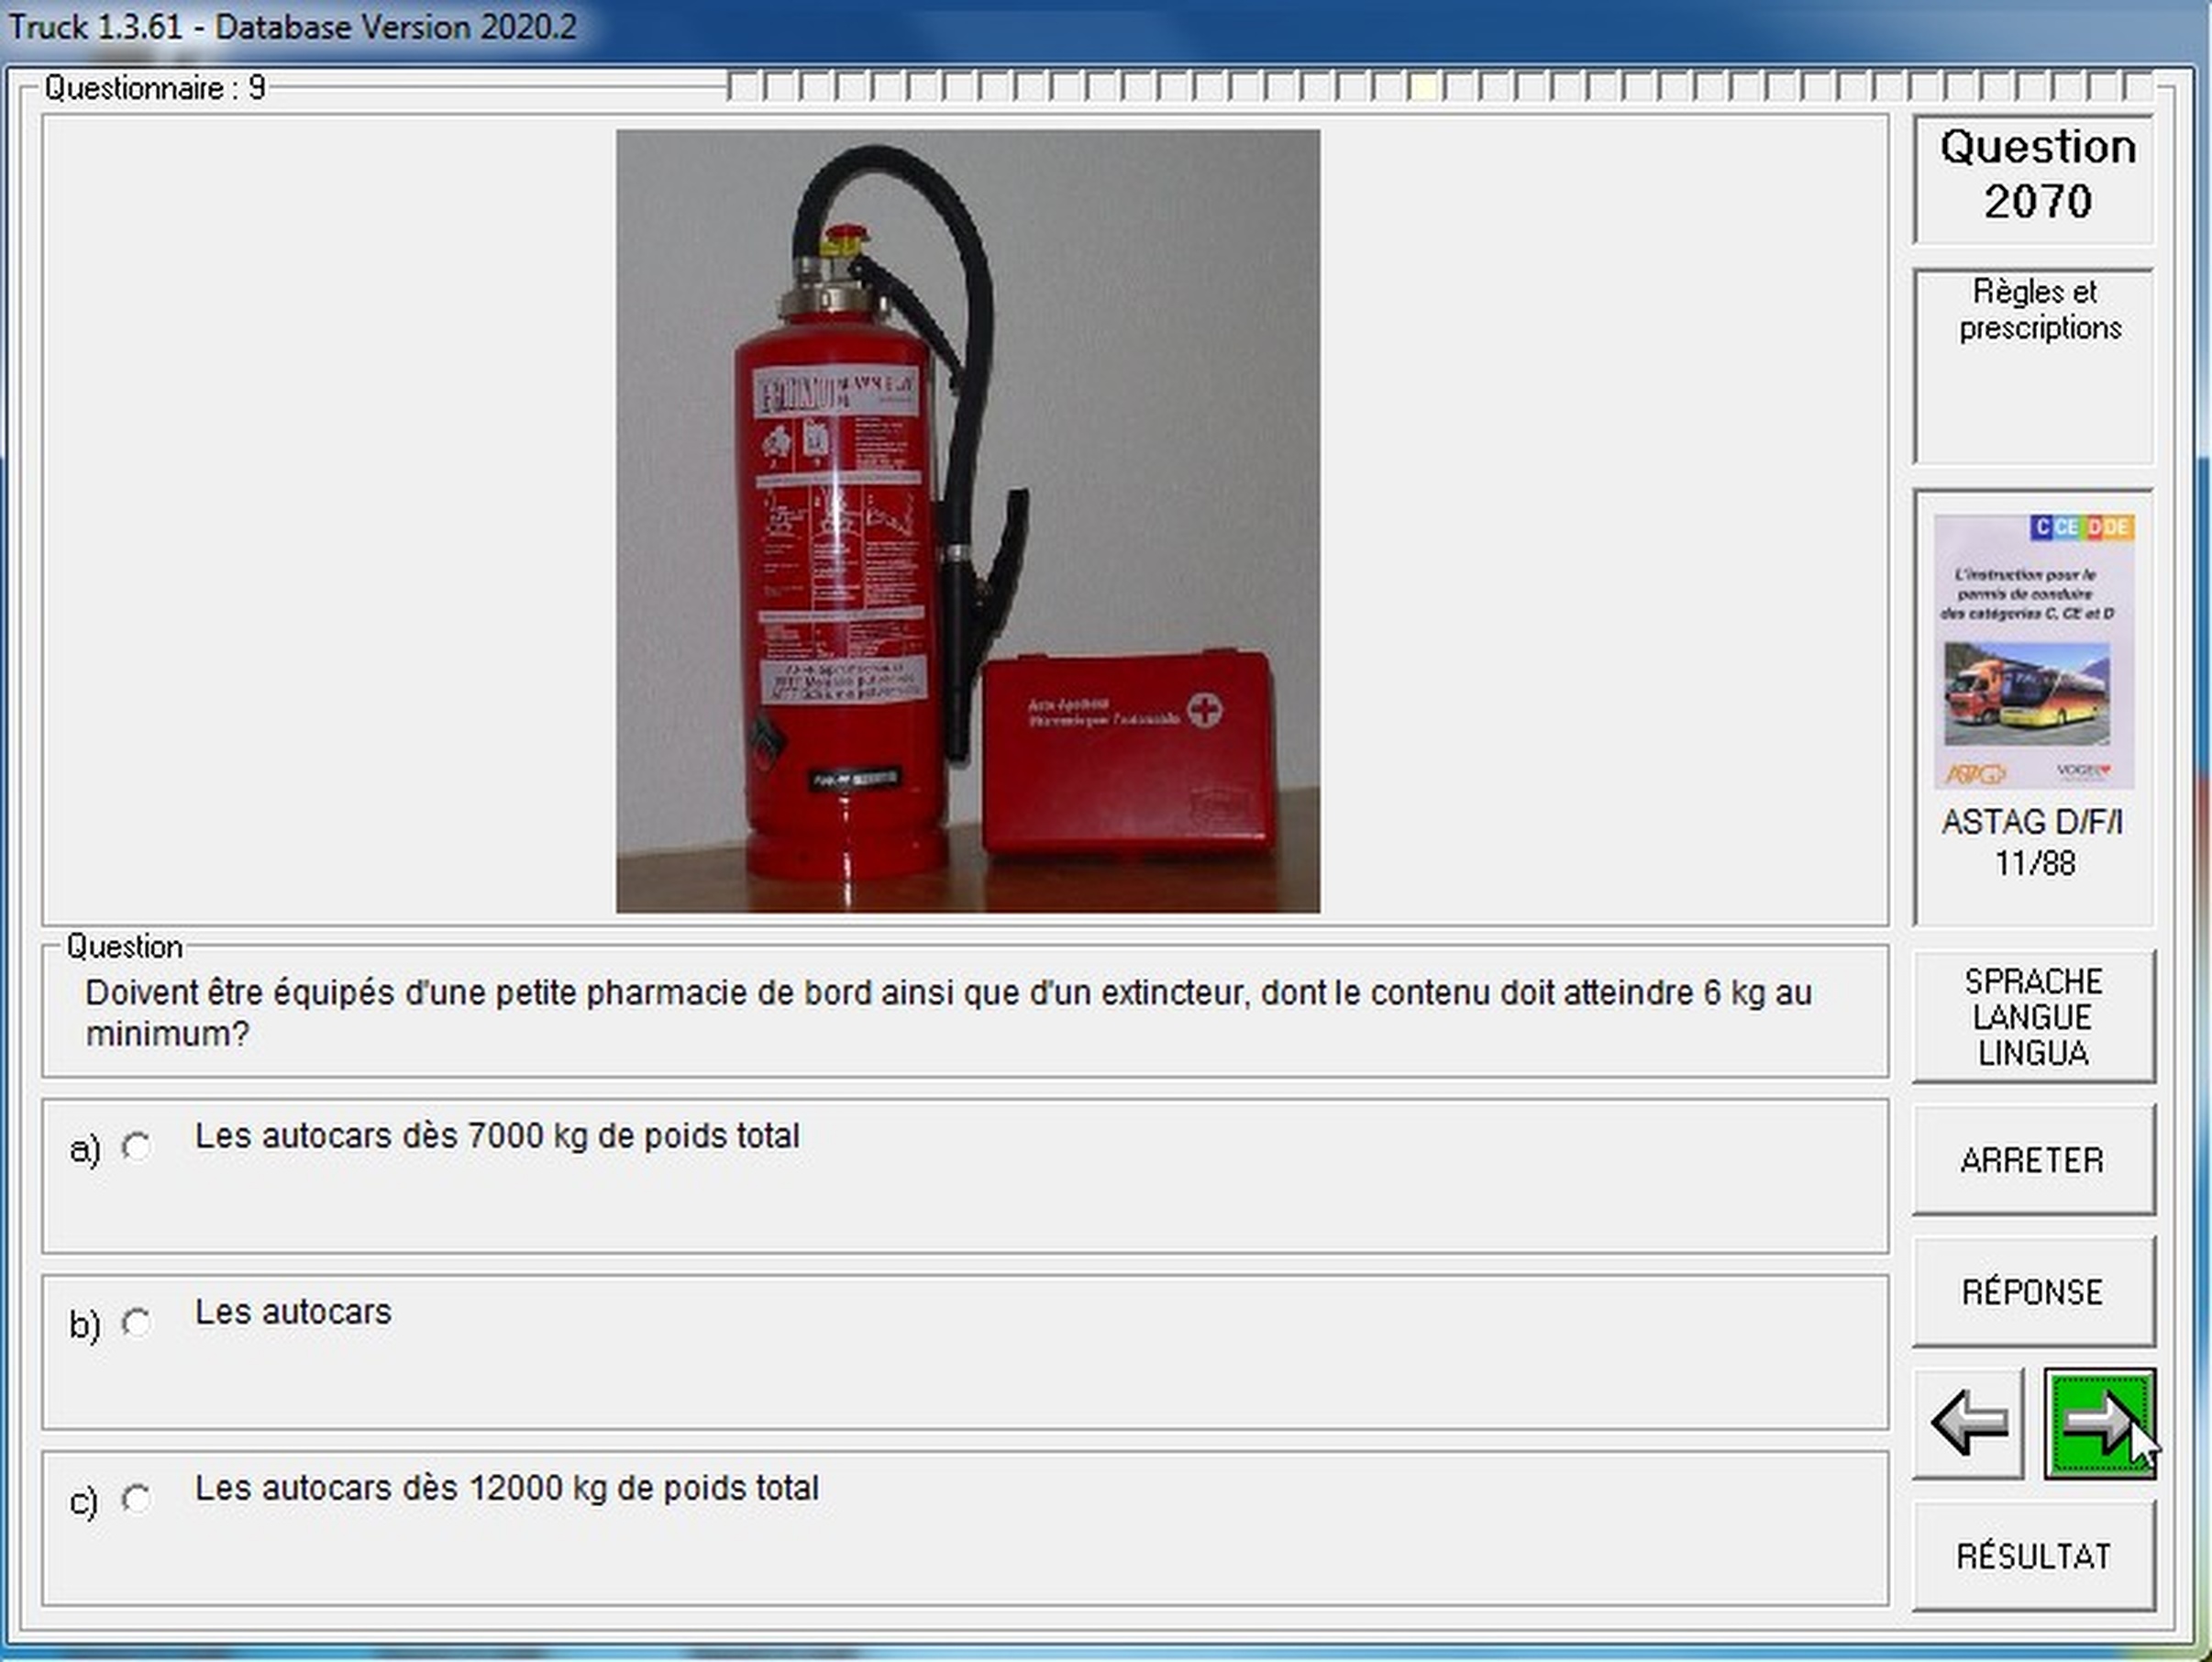 Truck 1.3.61 - Database Version 2020.2
Questionnaire : 9
Question
2070
Règles et
prescriptions
C CE D DE
L'instruction pour le
permis de conduire
des catégories C, CE et D
ASTAG
VOGEL
ASTAG D/F/I
11/88
Question
Doivent être équipés d'une petite pharmacie de bord ainsi que d'un extincteur, dont le contenu doit atteindre 6 kg au
minimum?
a) Les autocars dès 7000 kg de poids total
b) Les autocars
c) Les autocars dès 12000 kg de poids total
SPRACHE
LANGUE
LINGUA
ARRETER
RÉPONSE
RÉSULTAT